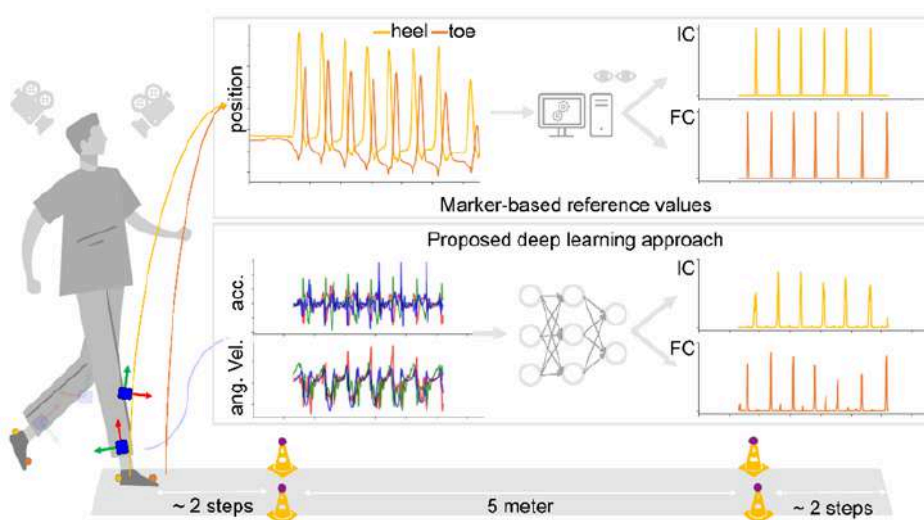 heel toe
position
IC
FC
Marker-based reference values
Proposed deep learning approach
acc.
ang. Vel.
IC
FC
~ 2 steps
5 meter
~ 2 steps